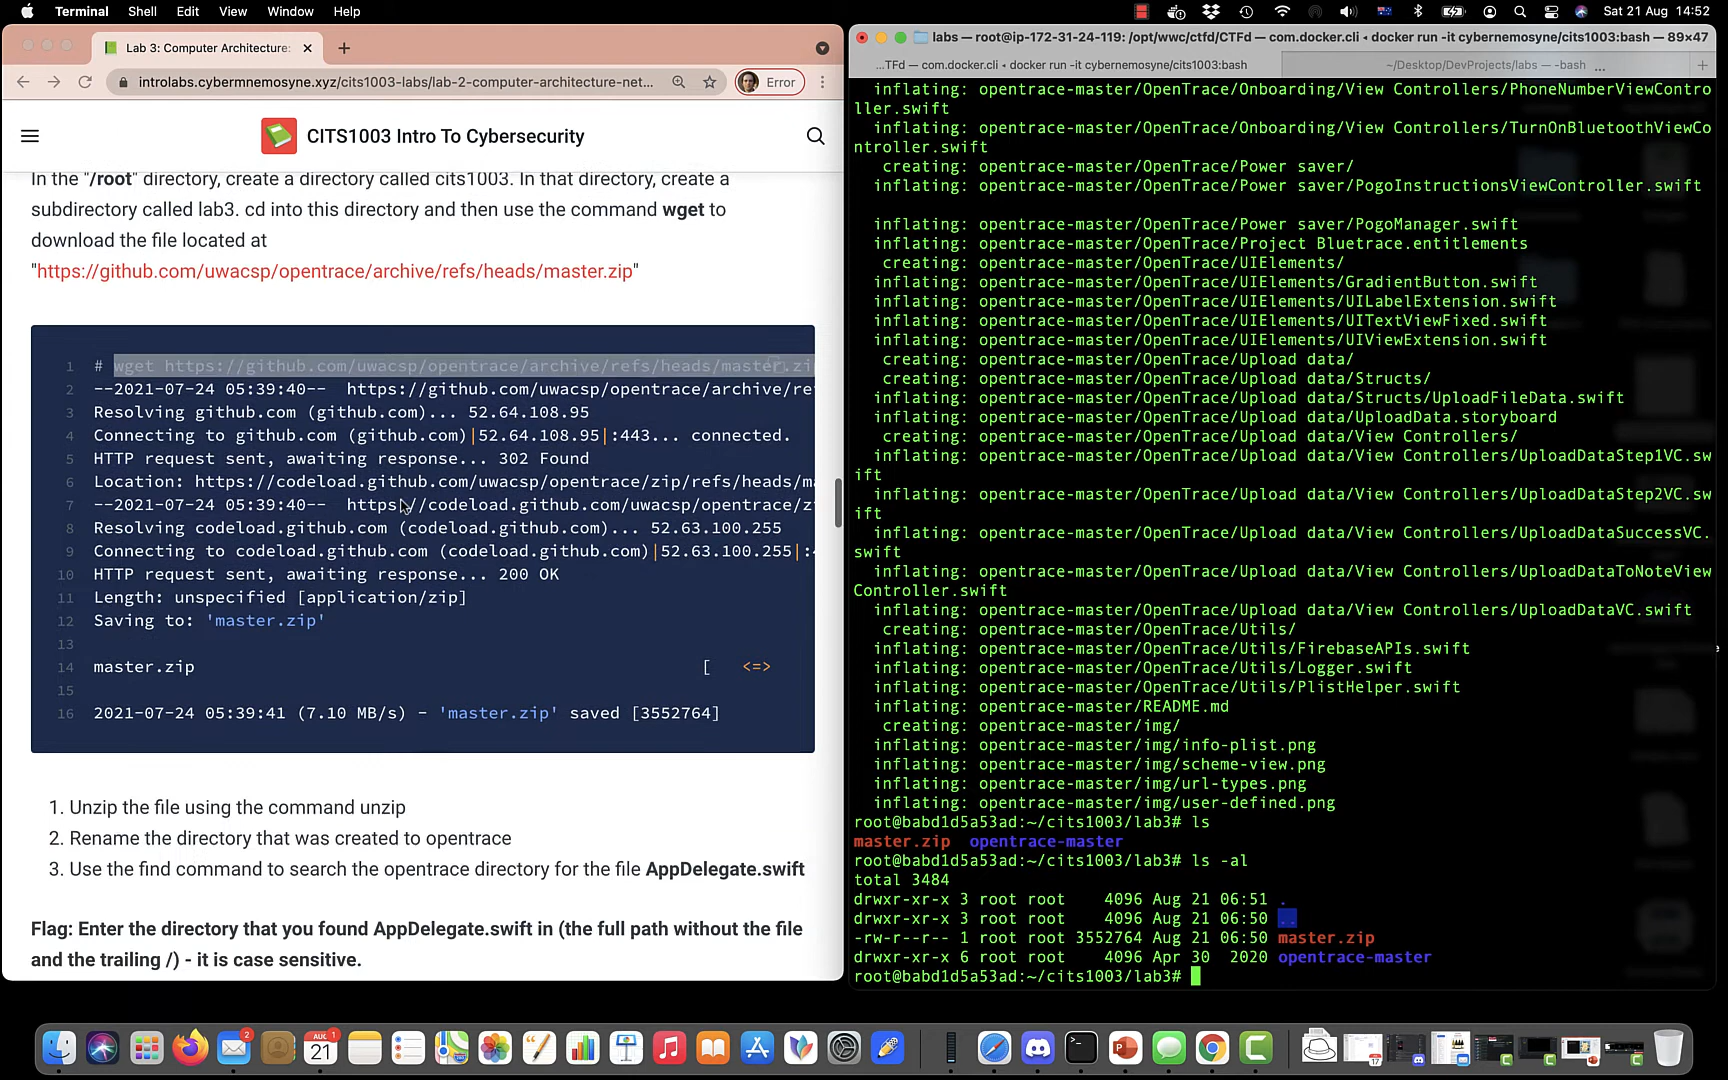 Terminal Shell Edit View Window Help Sat 21 Aug 14:52
Lab 3: Computer Architecture:
introlabs.cybermnemosyne.xyz/cits1003-labs/lab-2-computer-architecture-net... Error
CITS1003 Intro To Cybersecurity
In the "/root" directory, create a directory called cits1003. In that directory, create a
subdirectory called lab3. cd into this directory and then use the command wget to
download the file located at
"https://github.com/uwacsp/opentrace/archive/refs/heads/master.zip"
1 # wget https://github.com/uwacsp/opentrace/archive/refs/heads/master.zi
2 --2021-07-24 05:39:40-- https://github.com/uwacsp/opentrace/archive/re
3 Resolving github.com (github.com)... 52.64.108.95
4 Connecting to github.com (github.com)|52.64.108.95|:443... connected.
5 HTTP request sent, awaiting response... 302 Found
6 Location: https://codeload.github.com/uwacsp/opentrace/zip/refs/heads/m
7 --2021-07-24 05:39:40-- https://codeload.github.com/uwacsp/opentrace/z
8 Resolving codeload.github.com (codeload.github.com)... 52.63.100.255
9 Connecting to codeload.github.com (codeload.github.com)|52.63.100.255|:
10 HTTP request sent, awaiting response... 200 OK
11 Length: unspecified [application/zip]
12 Saving to: 'master.zip'
13
14 master.zip [ <=>
15
16 2021-07-24 05:39:41 (7.10 MB/s) - 'master.zip' saved [3552764]
1. Unzip the file using the command unzip
2. Rename the directory that was created to opentrace
3. Use the find command to search the opentrace directory for the file AppDelegate.swift
Flag: Enter the directory that you found AppDelegate.swift in (the full path without the file
and the trailing /) - it is case sensitive.
labs — root@ip-172-31-24-119: /opt/wwc/ctfd/CTFd — com.docker.cli ◂ docker run -it cybernemosyne/cits1003:bash — 89×47
...TFd — com.docker.cli ◂ docker run -it cybernemosyne/cits1003:bash ~/Desktop/DevProjects/labs — -bash ...
inflating: opentrace-master/OpenTrace/Onboarding/View Controllers/PhoneNumberViewContro
ller.swift
inflating: opentrace-master/OpenTrace/Onboarding/View Controllers/TurnOnBluetoothViewCo
ntroller.swift
creating: opentrace-master/OpenTrace/Power saver/
inflating: opentrace-master/OpenTrace/Power saver/PogoInstructionsViewController.swift
inflating: opentrace-master/OpenTrace/Power saver/PogoManager.swift
inflating: opentrace-master/OpenTrace/Project Bluetrace.entitlements
creating: opentrace-master/OpenTrace/UIElements/
inflating: opentrace-master/OpenTrace/UIElements/GradientButton.swift
inflating: opentrace-master/OpenTrace/UIElements/UILabelExtension.swift
inflating: opentrace-master/OpenTrace/UIElements/UITextViewFixed.swift
inflating: opentrace-master/OpenTrace/UIElements/UIViewExtension.swift
creating: opentrace-master/OpenTrace/Upload data/
creating: opentrace-master/OpenTrace/Upload data/Structs/
inflating: opentrace-master/OpenTrace/Upload data/Structs/UploadFileData.swift
inflating: opentrace-master/OpenTrace/Upload data/UploadData.storyboard
creating: opentrace-master/OpenTrace/Upload data/View Controllers/
inflating: opentrace-master/OpenTrace/Upload data/View Controllers/UploadDataStep1VC.sw
ift
inflating: opentrace-master/OpenTrace/Upload data/View Controllers/UploadDataStep2VC.sw
ift
inflating: opentrace-master/OpenTrace/Upload data/View Controllers/UploadDataSuccessVC.
swift
inflating: opentrace-master/OpenTrace/Upload data/View Controllers/UploadDataToNoteView
Controller.swift
inflating: opentrace-master/OpenTrace/Upload data/View Controllers/UploadDataVC.swift
creating: opentrace-master/OpenTrace/Utils/
inflating: opentrace-master/OpenTrace/Utils/FirebaseAPIs.swift
inflating: opentrace-master/OpenTrace/Utils/Logger.swift
inflating: opentrace-master/OpenTrace/Utils/PlistHelper.swift
inflating: opentrace-master/README.md
creating: opentrace-master/img/
inflating: opentrace-master/img/info-plist.png
inflating: opentrace-master/img/scheme-view.png
inflating: opentrace-master/img/url-types.png
inflating: opentrace-master/img/user-defined.png
root@babd1d5a53ad:~/cits1003/lab3# ls
master.zip opentrace-master
root@babd1d5a53ad:~/cits1003/lab3# ls -al
total 3484
drwxr-xr-x 3 root root 4096 Aug 21 06:51 .
drwxr-xr-x 3 root root 4096 Aug 21 06:50 ..
-rw-r--r-- 1 root root 3552764 Aug 21 06:50 master.zip
drwxr-xr-x 6 root root 4096 Apr 30 2020 opentrace-master
root@babd1d5a53ad:~/cits1003/lab3#
2
AUG 1
21